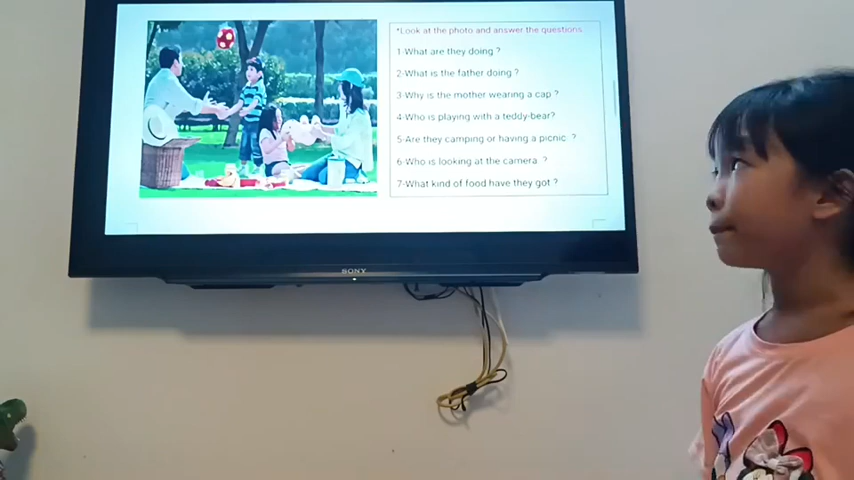 *Look at the photo and answer the questions
1-What are they doing ?
2-What is the father doing ?
3-Why is the mother wearing a cap ?
4-Who is playing with a teddy-bear?
5-Are they camping or having a picnic ?
6-Who is looking at the camera ?
7-What kind of food have they got ?
SONY